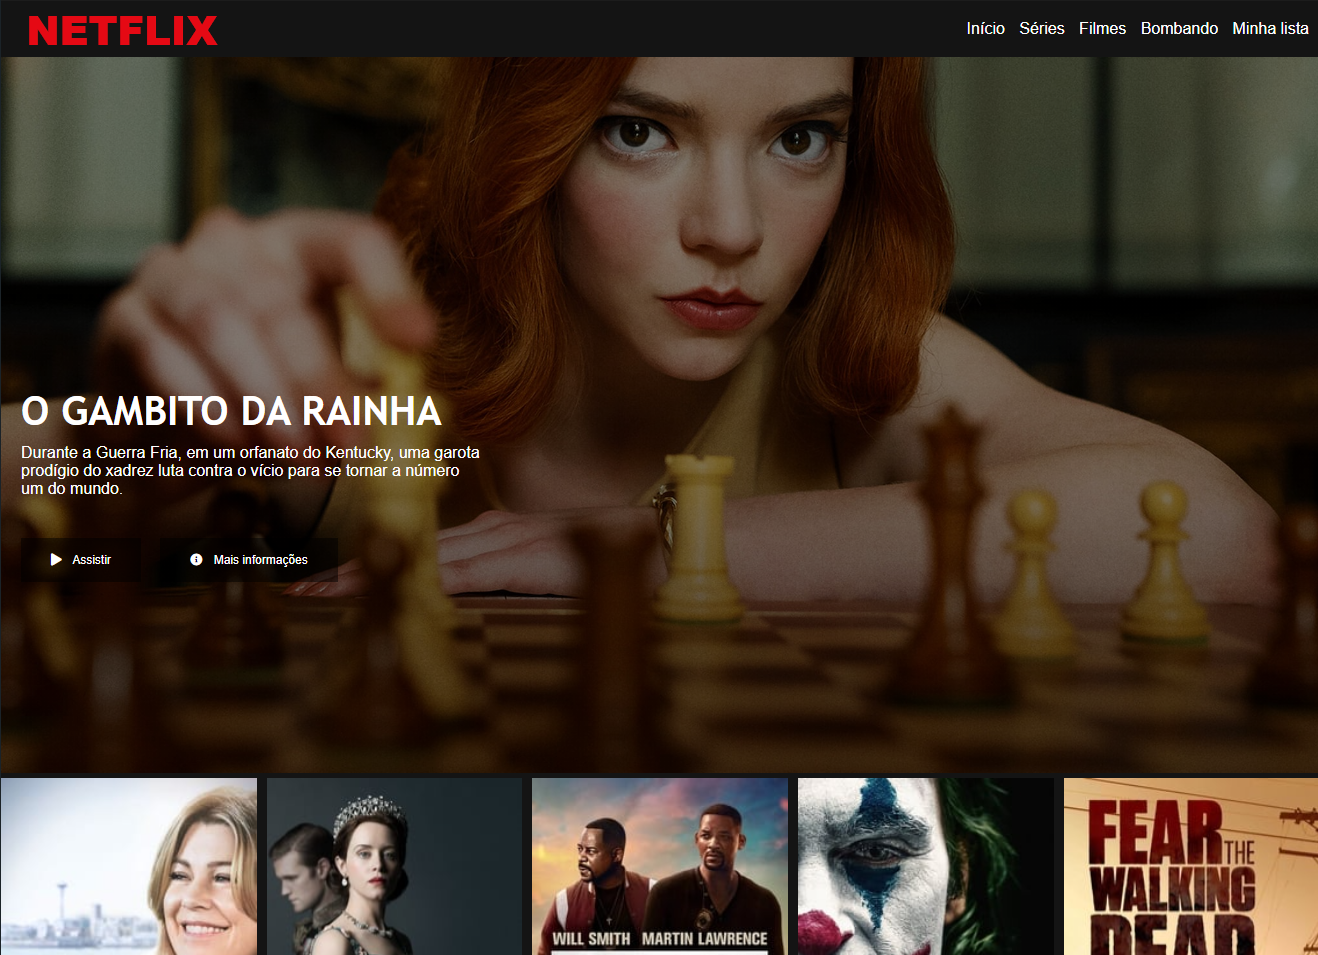 NETFLIX
Início Séries Filmes Bombando Minha lista
O GAMBITO DA RAINHA
Durante a Guerra Fria, em um orfanato do Kentucky, uma garota
prodígio do xadrez luta contra o vício para se tornar a número
um do mundo.
Assistir
Mais informações
WILL SMITH MARTIN LAWRENCE
FEAR THE
WALKING
DEAD